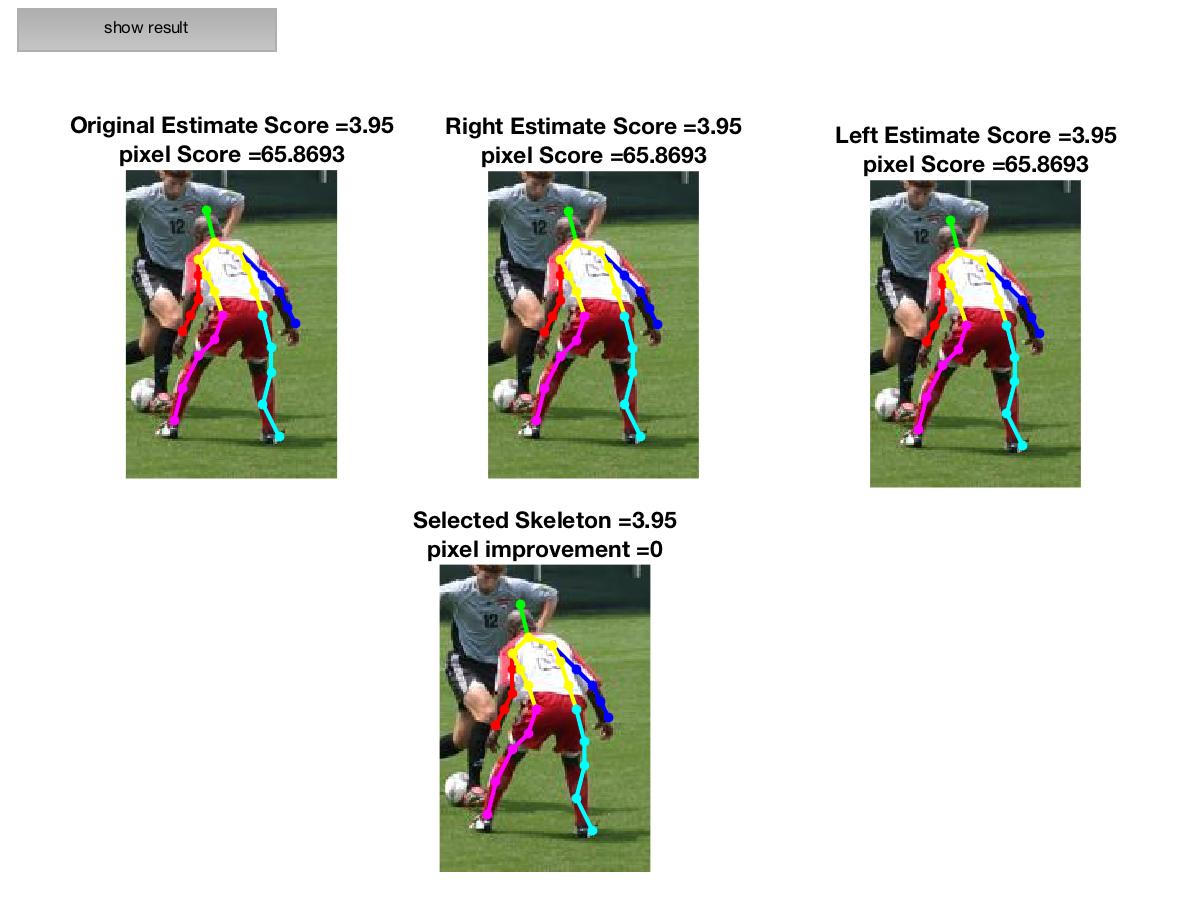 show result
Original Estimate Score =3.95
pixel Score =65.8693
Right Estimate Score =3.95
pixel Score =65.8693
Left Estimate Score =3.95
pixel Score =65.8693
12
12
12
Selected Skeleton =3.95
pixel improvement =0
12